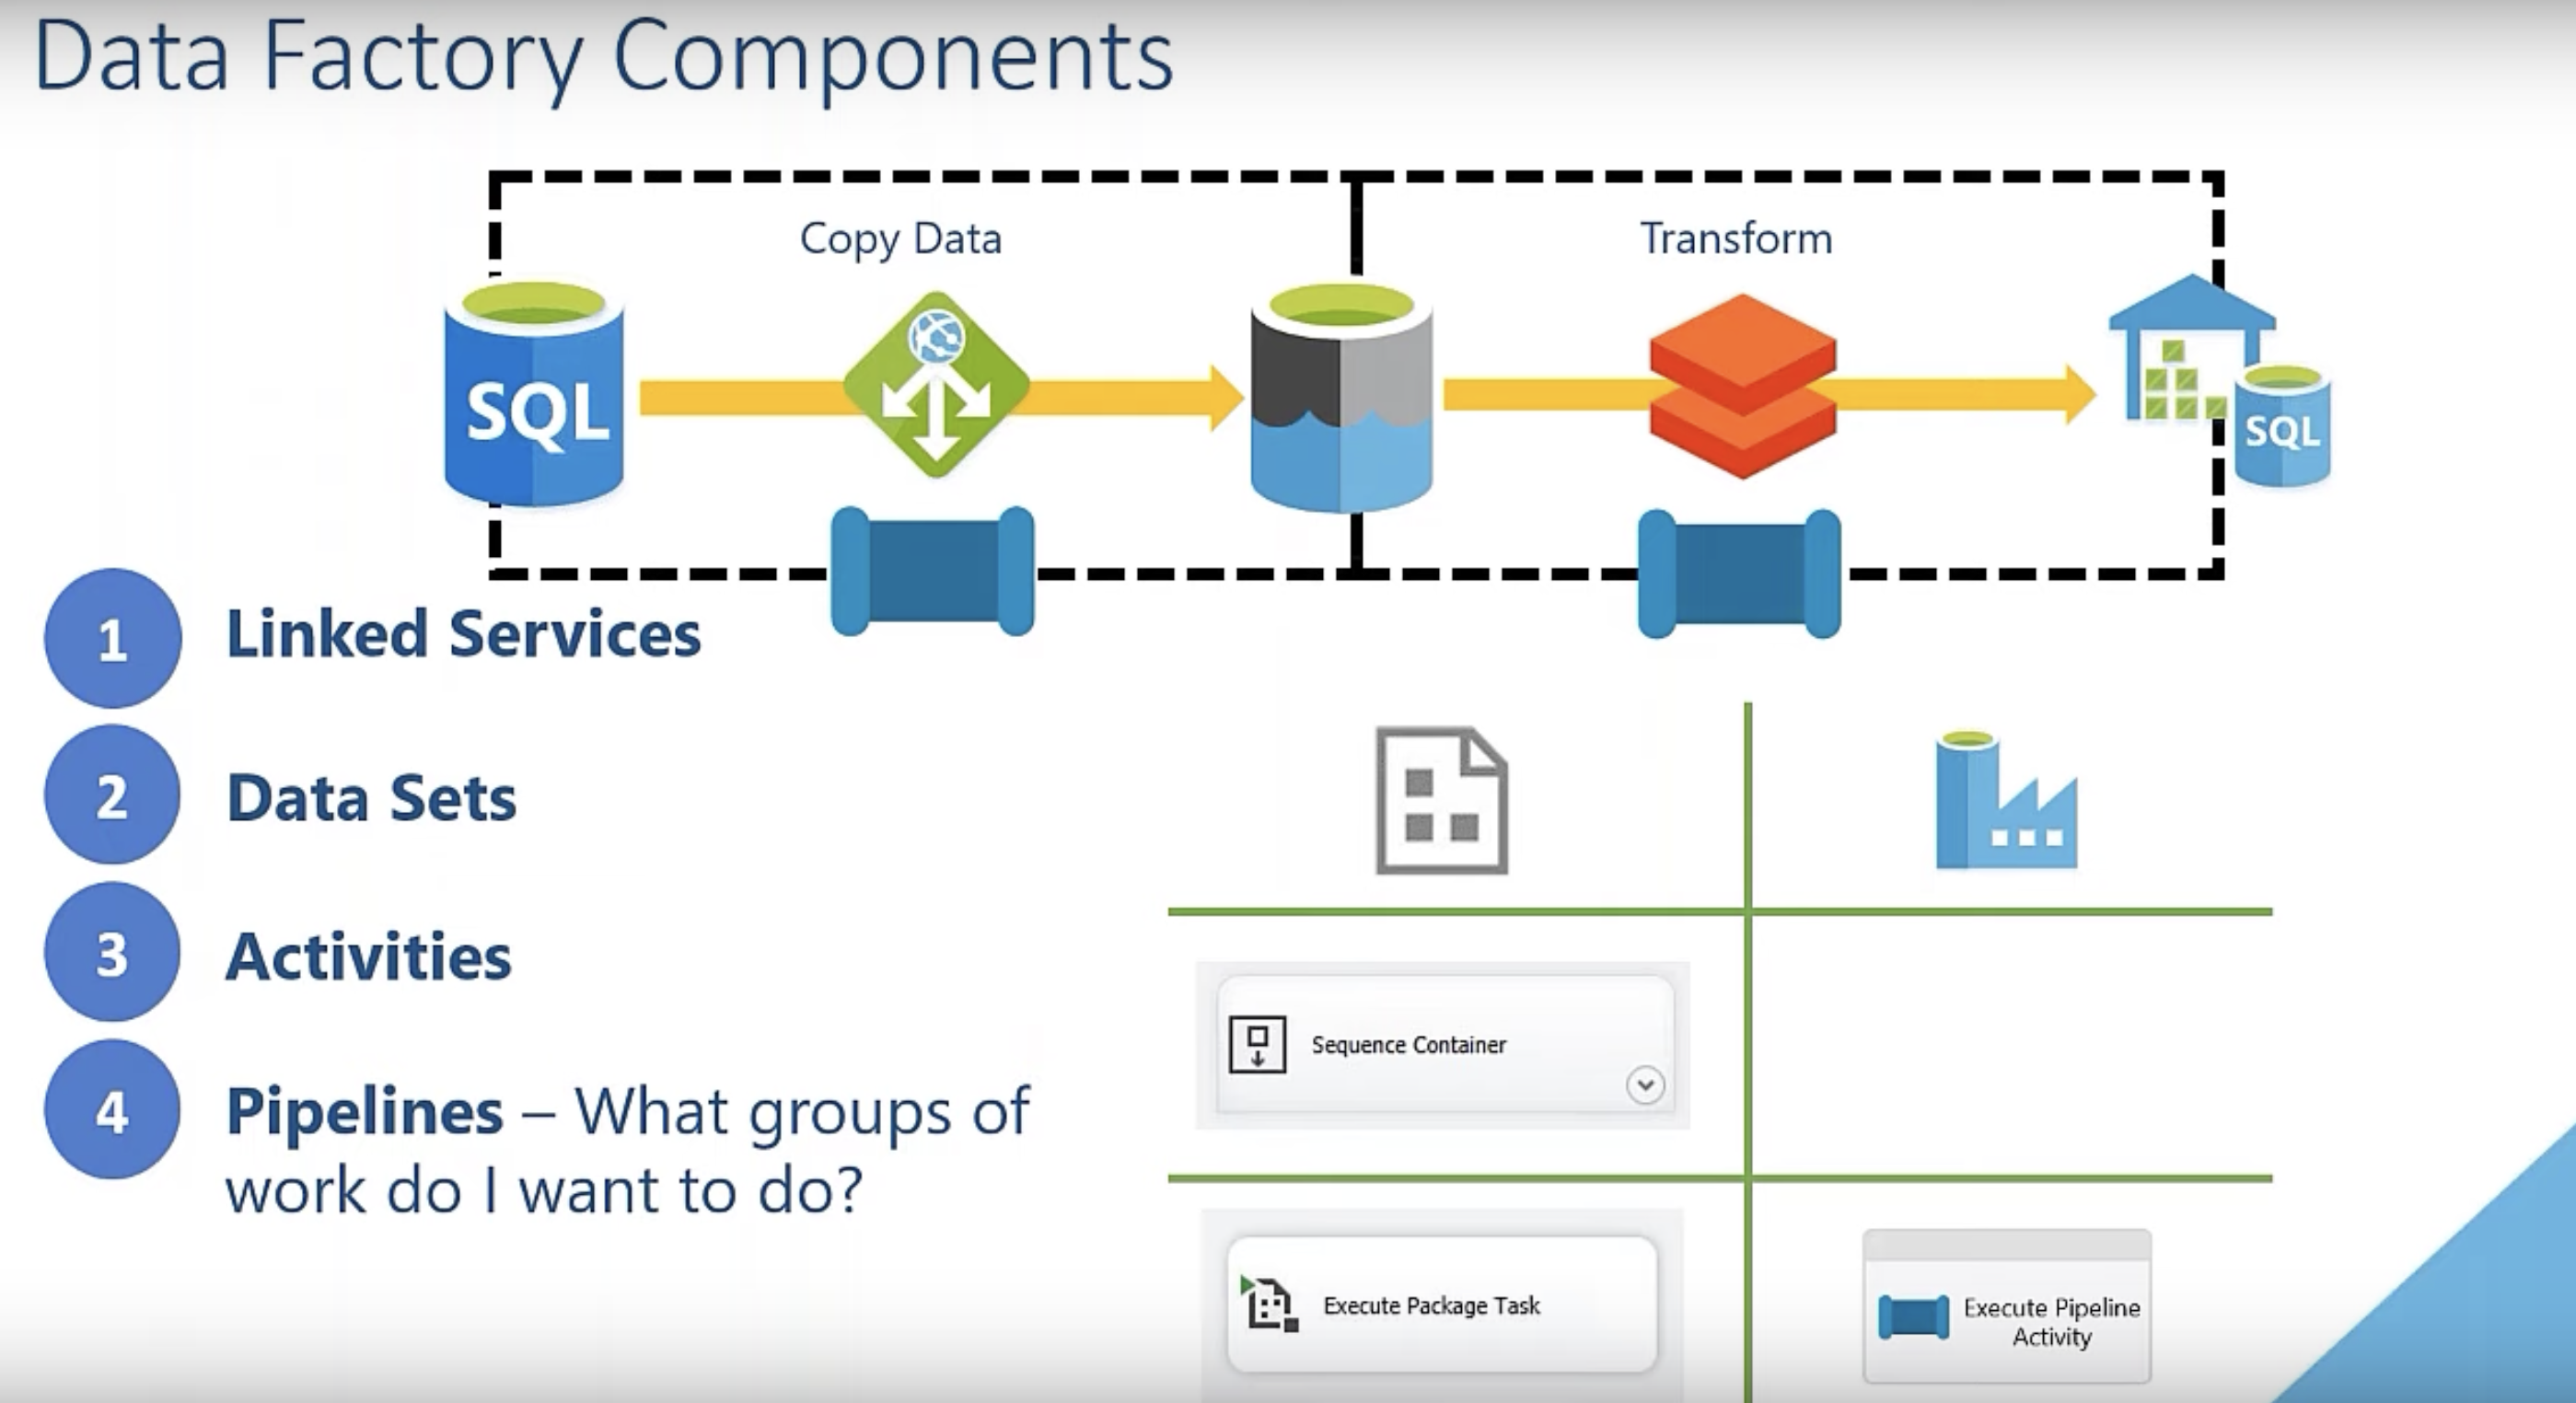 Data Factory Components
Copy Data
Transform
SQL
SQL
1 Linked Services
2 Data Sets
3 Activities
4 Pipelines – What groups of
work do I want to do?
Sequence Container
Execute Package Task
Execute Pipeline
Activity